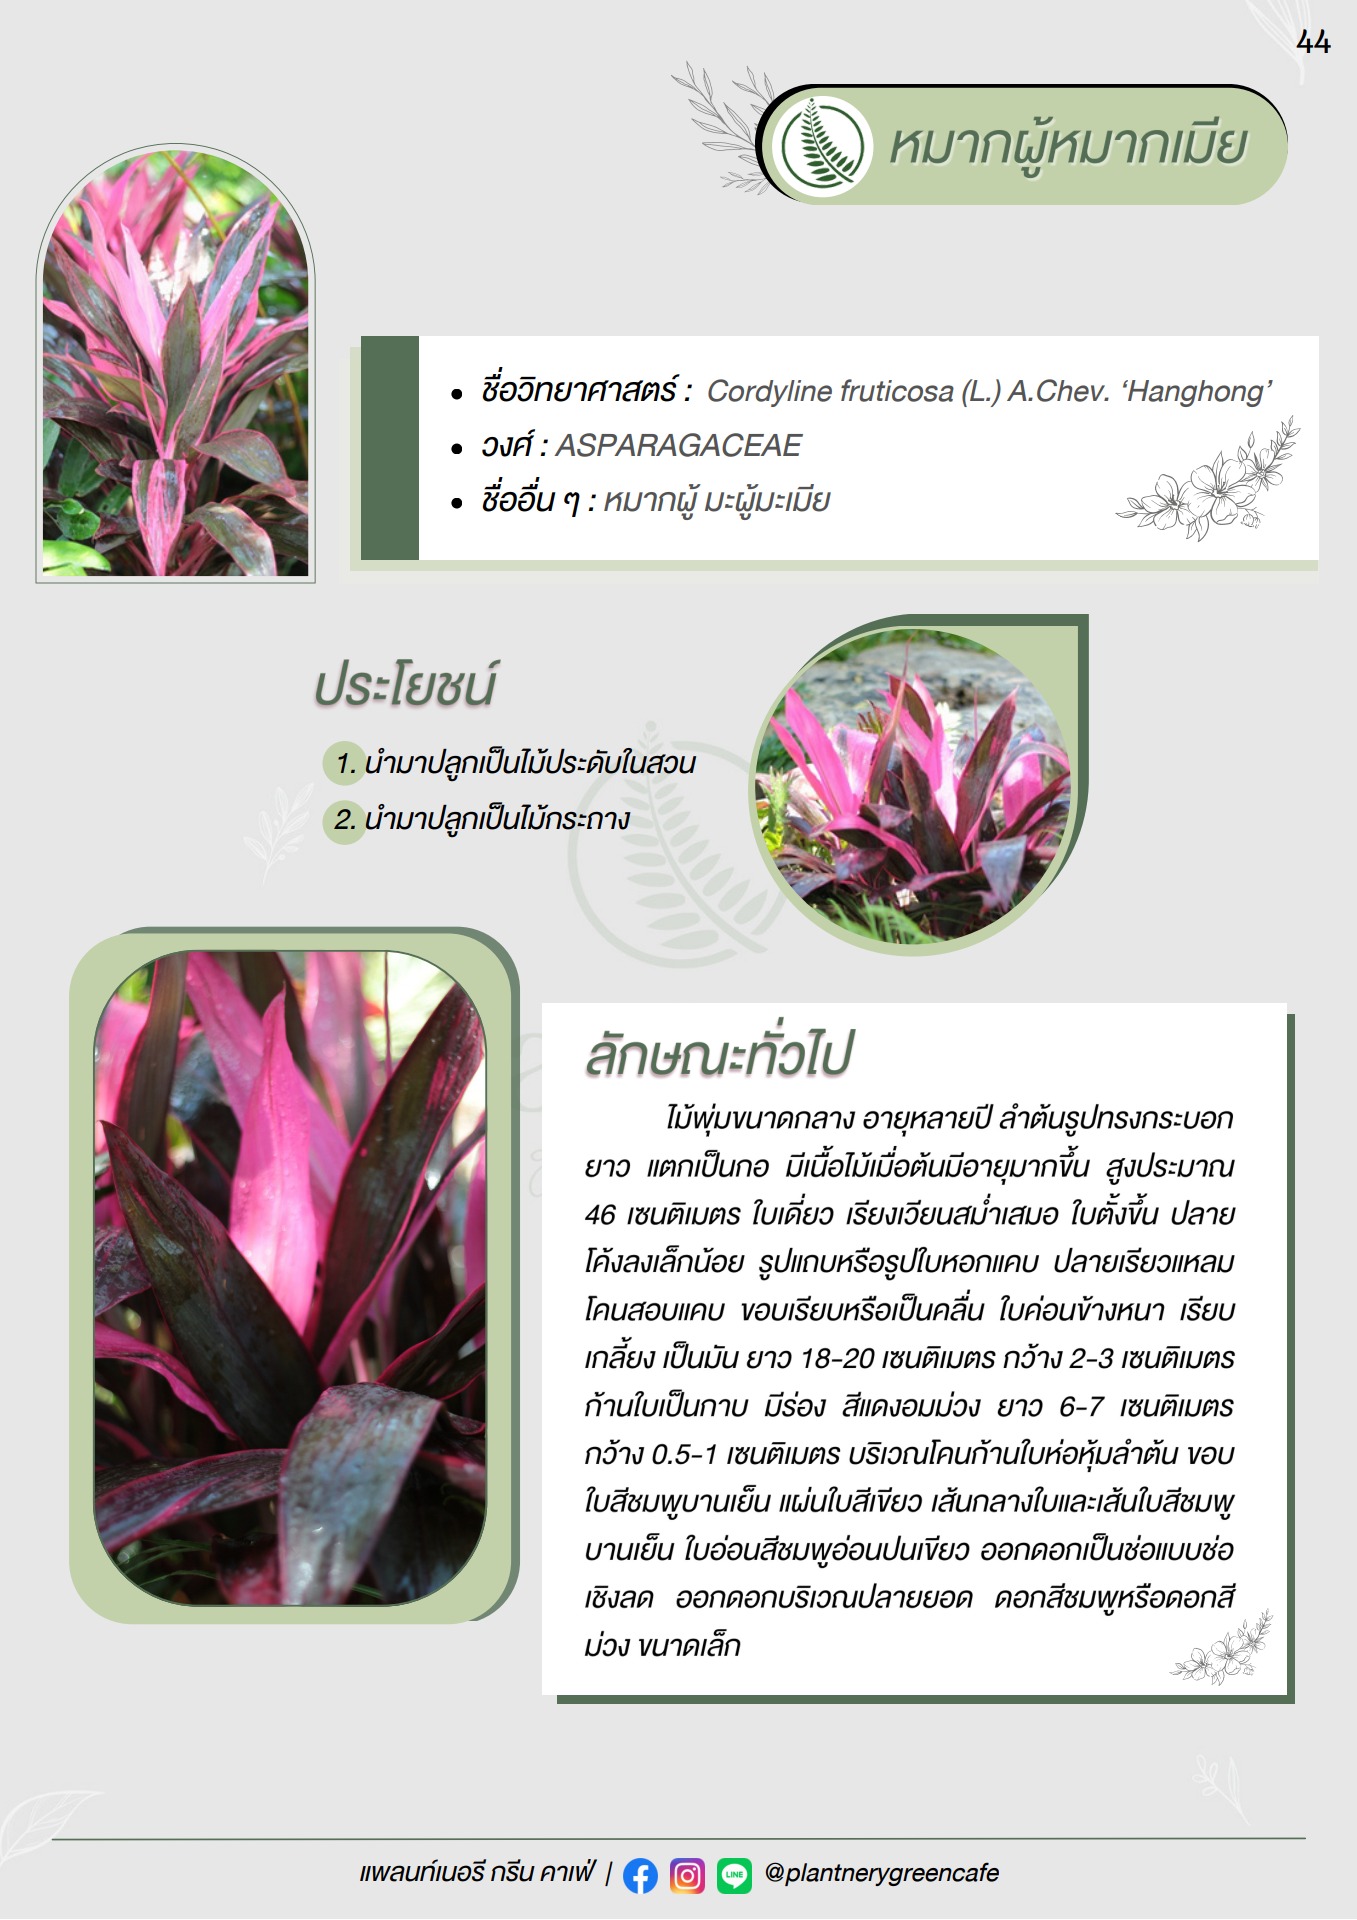 44
หมากผู้หมากเมีย
ชื่อวิทยาศาสตร์ : Cordyline fruticosa (L.) A.Chev. ‘Hanghong’
วงศ์ : ASPARAGACEAE
ชื่ออื่น ๆ : หมากผู้ มะผู้มะเมีย
ประโยชน์
1. นำมาปลูกเป็นไม้ประดับในสวน
2. นำมาปลูกเป็นไม้กระถาง
ลักษณะทั่วไป
ไม้พุ่มขนาดกลาง อายุหลายปี ลำต้นรูปทรงกระบอก
ยาว แตกเป็นกอ มีเนื้อไม้เมื่อต้นมีอายุมากขึ้น สูงประมาณ
46 เซนติเมตร ใบเดี่ยว เรียงเวียนสม่ำเสมอ ใบตั้งขึ้น ปลาย
โค้งลงเล็กน้อย รูปแถบหรือรูปใบหอกแคบ ปลายเรียวแหลม
โคนสอบแคบ ขอบเรียบหรือเป็นคลื่น ใบค่อนข้างหนา เรียบ
เกลี้ยง เป็นมัน ยาว 18-20 เซนติเมตร กว้าง 2-3 เซนติเมตร
ก้านใบเป็นกาบ มีร่อง สีแดงอมม่วง ยาว 6-7 เซนติเมตร
กว้าง 0.5-1 เซนติเมตร บริเวณโคนก้านใบห่อหุ้มลำต้น ขอบ
ใบสีชมพูบานเย็น แผ่นใบสีเขียว เส้นกลางใบและเส้นใบสีชมพู
บานเย็น ใบอ่อนสีชมพูอ่อนปนเขียว ออกดอกเป็นช่อแบบช่อ
เชิงลด ออกดอกบริเวณปลายยอด ดอกสีชมพูหรือดอกสี
ม่วง ขนาดเล็ก
แพลนท์เนอรี กรีน คาเฟ่ | LINE @plantnerygreencafe